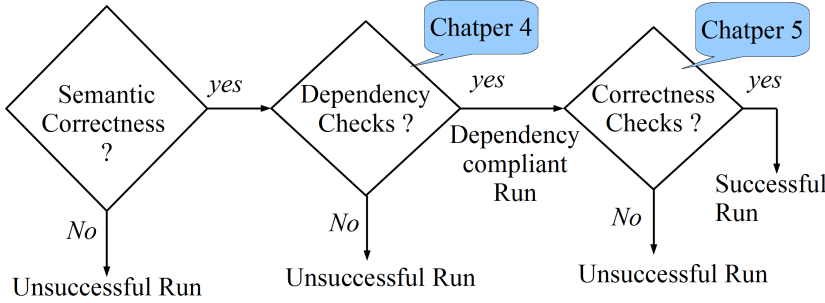 Chatper 4
Chatper 5
Semantic
Correctness
?
yes
Dependency
Checks ?
yes
Dependency
compliant
Run
Correctness
Checks ?
yes
Successful
Run
No
Unsuccessful Run
No
Unsuccessful Run
No
Unsuccessful Run